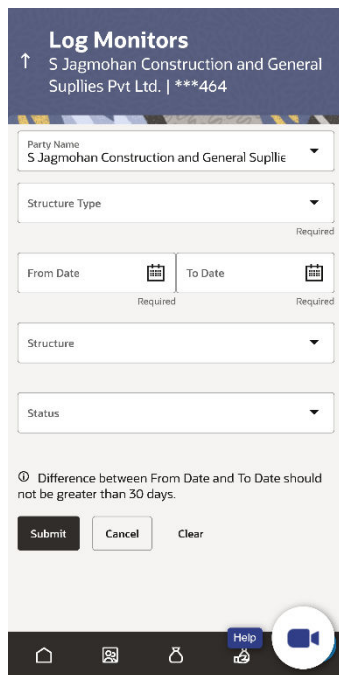 Log Monitors
S Jagmohan Construction and General
Supllies Pvt Ltd. | ***464
Party Name
S Jagmohan Construction and General Supllie
Structure Type
Required
From Date
To Date
Required
Required
Structure
Status
Difference between From Date and To Date should
not be greater than 30 days.
Submit
Cancel
Clear
Help